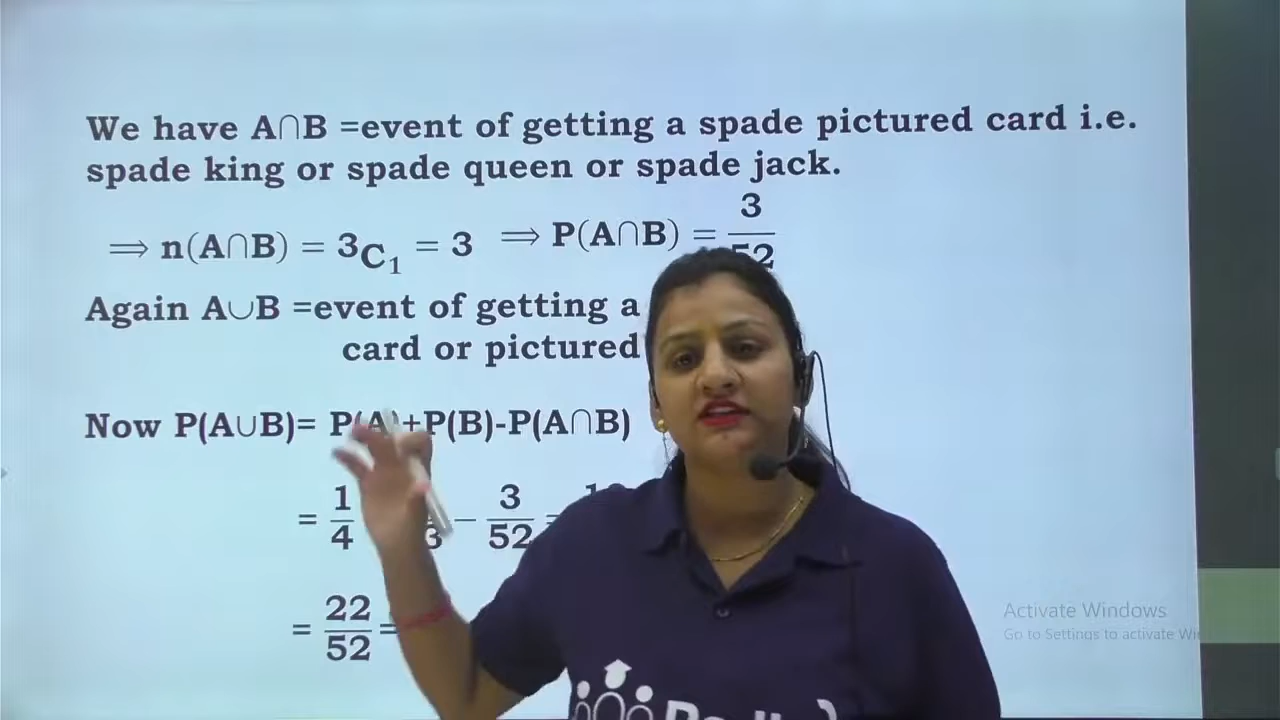 We have A∩B =event of getting a spade pictured card i.e.
spade king or spade queen or spade jack.
⟹ n(A∩B) = 3C₁ = 3 ⟹ P(A∩B) = 3/52
Again A∪B =event of getting a
card or pictured
Now P(A∪B)= P(A)+P(B)-P(A∩B)
= 1/4 − 3/52 =
= 22/52 =
Activate Windows
Go to Settings to activate